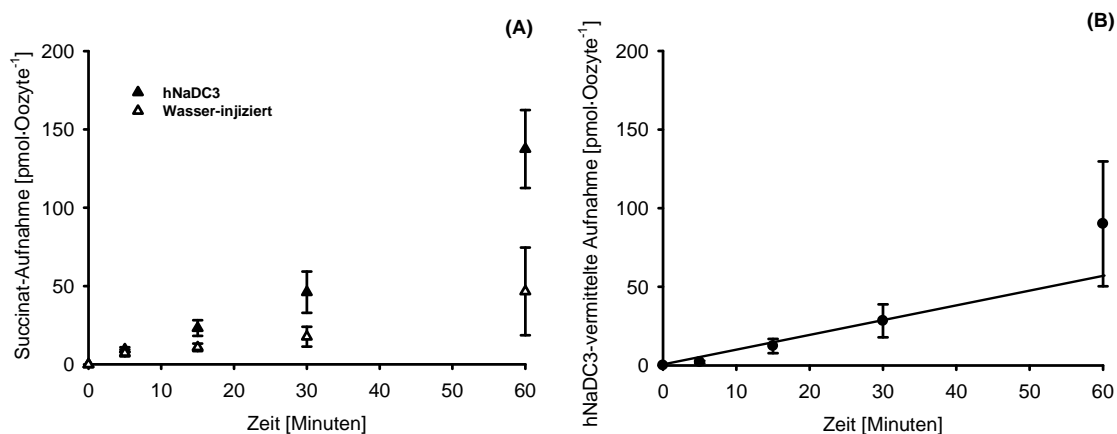 (A)
Succinat-Aufnahme [pmol·Oozyte⁻¹]
200
150
100
50
0
hNaDC3
Wasser-injiziert
0 10 20 30 40 50 60
Zeit [Minuten]
(B)
hNaDC3-vermittelte Aufnahme [pmol·Oozyte⁻¹]
200
150
100
50
0
0 10 20 30 40 50 60
Zeit [Minuten]